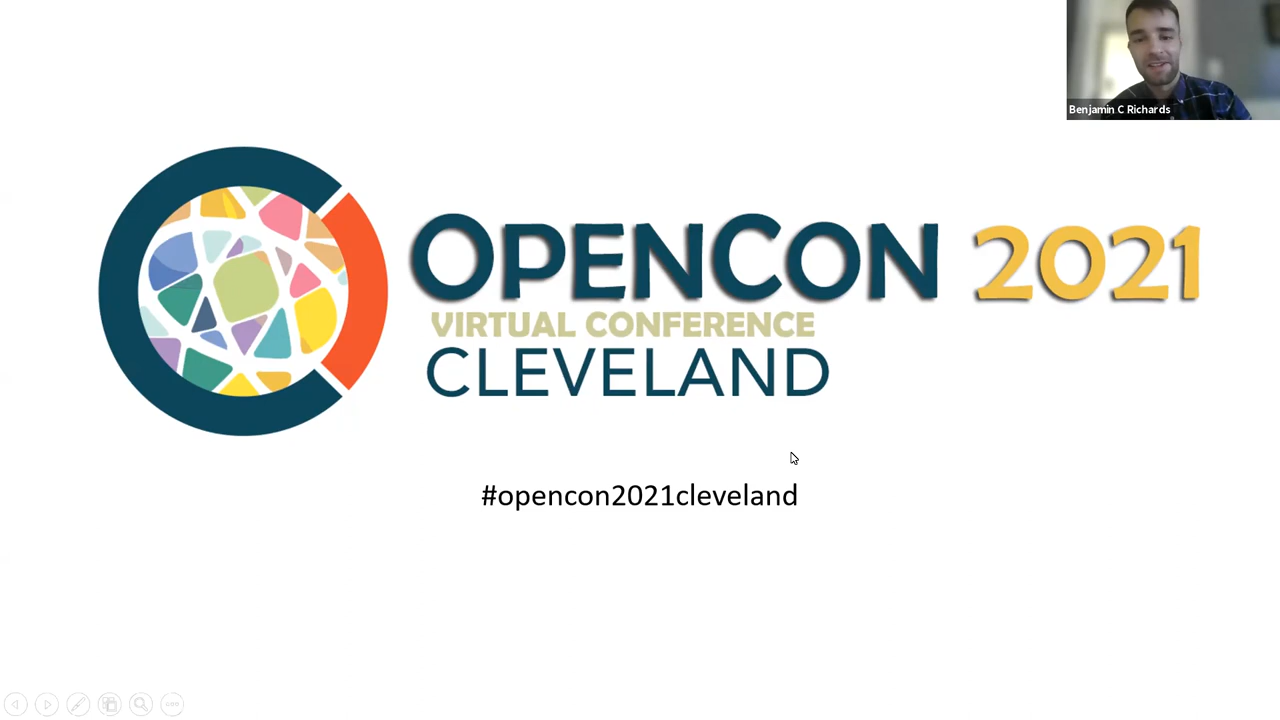 Benjamin C Richards
OPENCON 2021
VIRTUAL CONFERENCE
CLEVELAND
#opencon2021cleveland